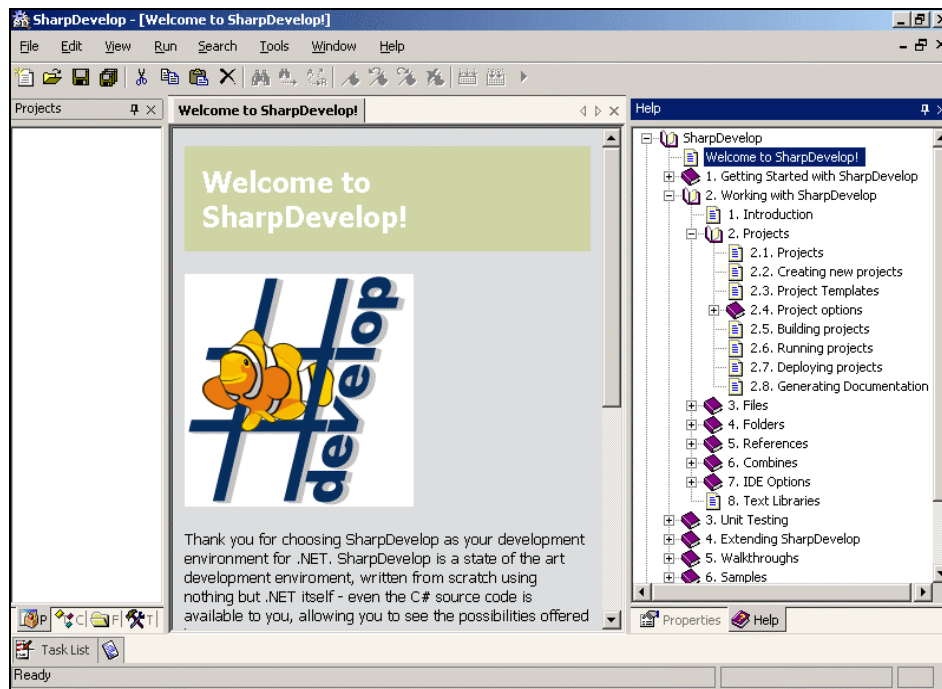 SharpDevelop - [Welcome to SharpDevelop!]
File Edit View Run Search Tools Window Help
Projects
Welcome to SharpDevelop!
Welcome to
SharpDevelop!
#develop
Thank you for choosing SharpDevelop as your development
environment for .NET. SharpDevelop is a state of the art
development enviroment, written from scratch using
nothing but .NET itself - even the C# source code is
available to you, allowing you to see the possibilities offered
Help
SharpDevelop
Welcome to SharpDevelop!
1. Getting Started with SharpDevelop
2. Working with SharpDevelop
1. Introduction
2. Projects
2.1. Projects
2.2. Creating new projects
2.3. Project Templates
2.4. Project options
2.5. Building projects
2.6. Running projects
2.7. Deploying projects
2.8. Generating Documentation
3. Files
4. Folders
5. References
6. Combines
7. IDE Options
8. Text Libraries
3. Unit Testing
4. Extending SharpDevelop
5. Walkthroughs
6. Samples
P C F T
Properties Help
Task List
Ready